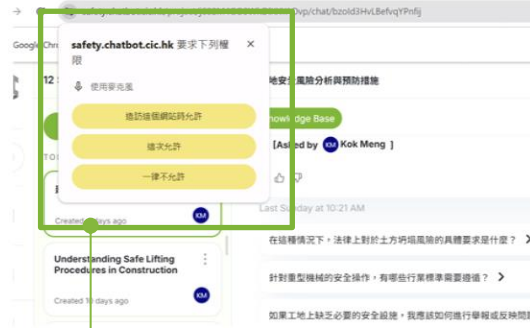 Google Chr
safety.chatbot.cic.hk 要求下列權
限
使用麥克風
造訪這個網站時允許
這次允許
一律不允許
12
Created days ago
KM
Understanding Safe Lifting
Procedures in Construction
Created 10 days ago
KM
地安 風險分析與預防措施
nowledge Base
[Asked by KM Kok Meng ]
Last Sunday at 10:21 AM
在這種情況下，法律上對於土方坍塌風險的具體要求是什麼？
針對重型機械的安全操作，有哪些行業標準需要遵循？
如果工地上缺乏必要的安全設施，我應該如何進行舉報或反映問